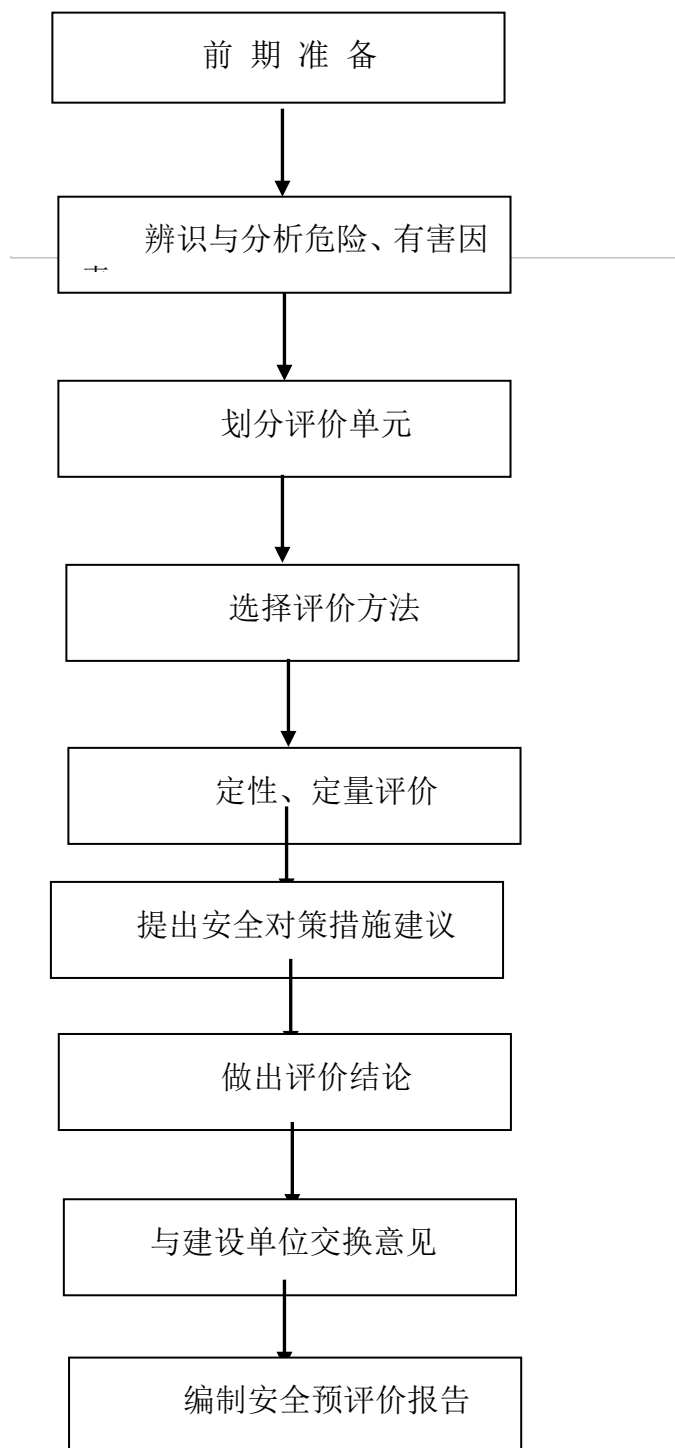 前 期 准 备
辨识与分析危险、有害因
划分评价单元
选择评价方法
定性、定量评价
提出安全对策措施建议
做出评价结论
与建设单位交换意见
编制安全预评价报告